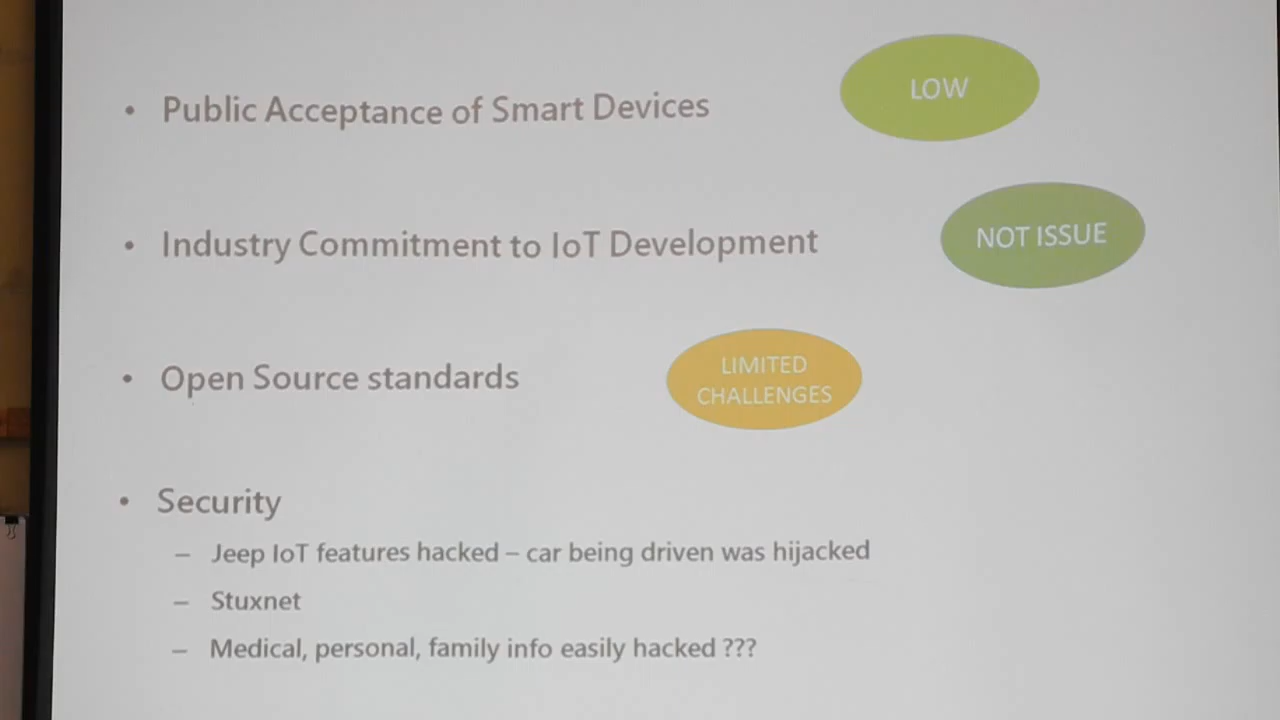 • Public Acceptance of Smart Devices
LOW
• Industry Commitment to IoT Development
NOT ISSUE
• Open Source standards
LIMITED
CHALLENGES
• Security
– Jeep IoT features hacked – car being driven was hijacked
– Stuxnet
– Medical, personal, family info easily hacked ???